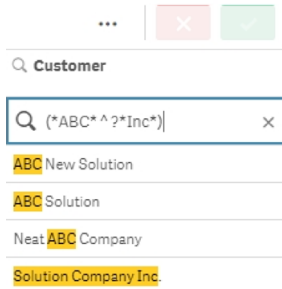 ...
Customer
(*ABC* ^ ?*Inc*)
ABC New Solution
ABC Solution
Neat ABC Company
Solution Company Inc.